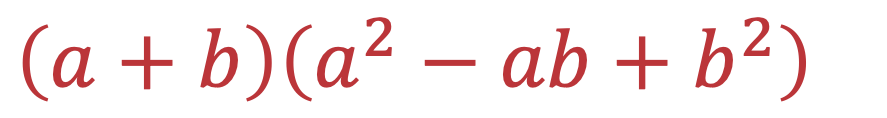 (a + b)(a² − ab + b²)